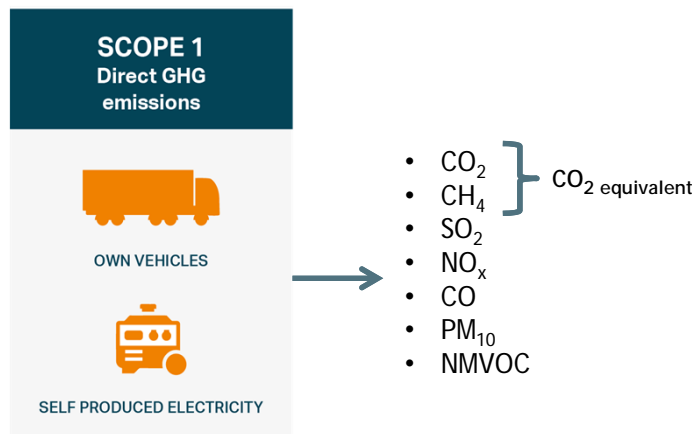 SCOPE 1
Direct GHG
emissions
OWN VEHICLES
SELF PRODUCED ELECTRICITY
• CO₂
• CH₄
• SO₂
• NOₓ
• CO
• PM₁₀
• NMVOC
CO₂ equivalent